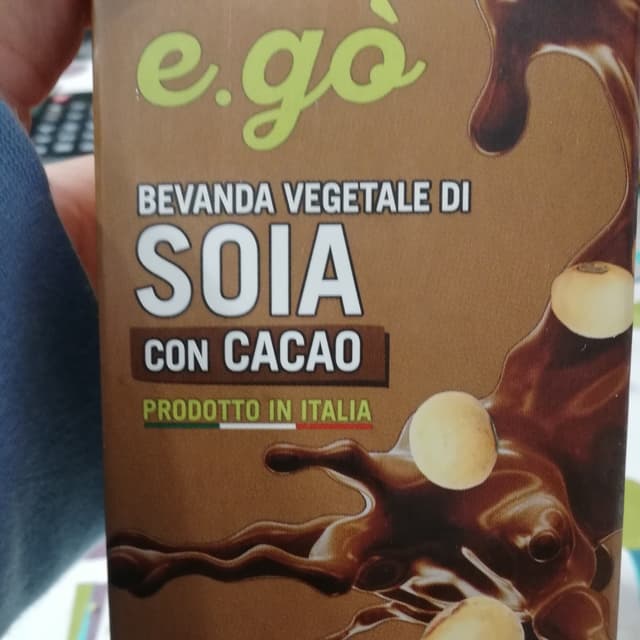 e.gò
BEVANDA VEGETALE DI
SOIA
CON CACAO
PRODOTTO IN ITALIA